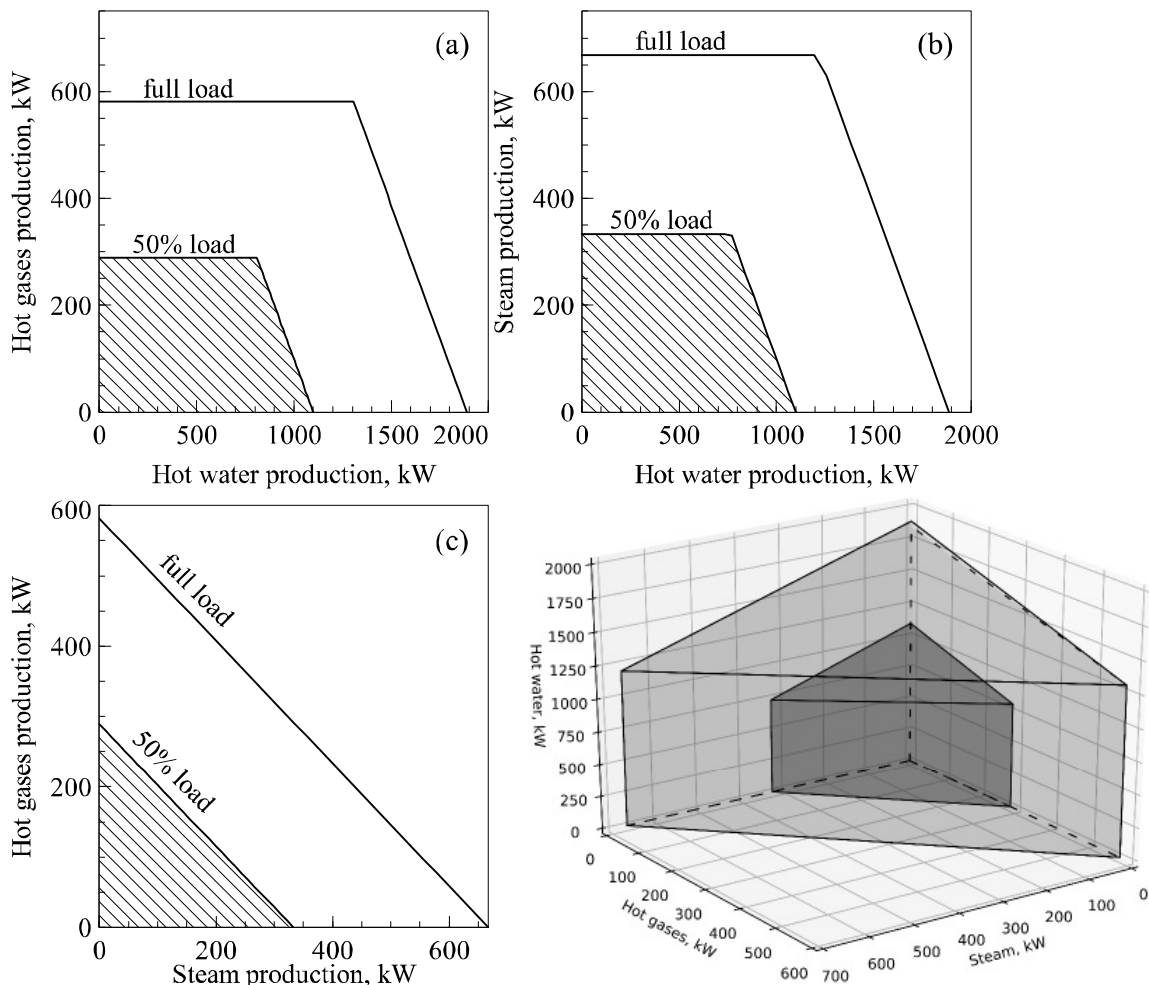 (a)
full load
50% load
Hot gases production, kW
600
400
200
0
0 500 1000 1500 2000
Hot water production, kW
(b)
full load
50% load
Steam production, kW
600
400
200
0
0 500 1000 1500 2000
Hot water production, kW
(c)
full load
50% load
Hot gases production, kW
600
400
200
0
0 200 400 600
Steam production, kW
2000
1750
1500
1250
1000
750
500
250
0
Hot water, kW
0 100 200 300 400 500 600
Hot gases, kW
700 600 500 400 300 200 100 0
Steam, kW